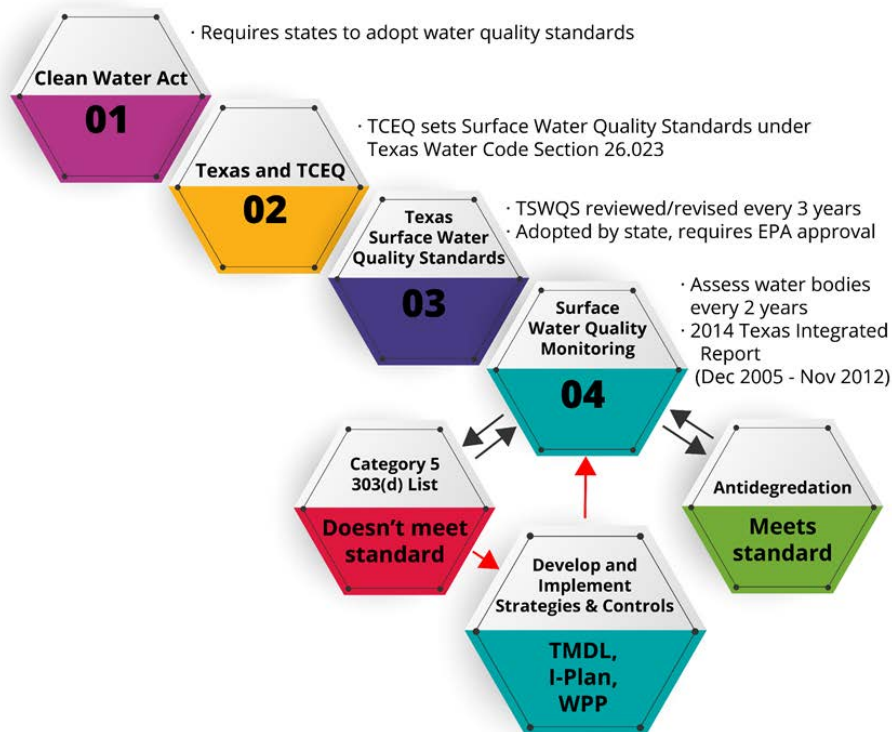 · Requires states to adopt water quality standards
Clean Water Act
01
· TCEQ sets Surface Water Quality Standards under
Texas Water Code Section 26.023
Texas and TCEQ
02
· TSWQS reviewed/revised every 3 years
· Adopted by state, requires EPA approval
Texas
Surface Water
Quality Standards
03
· Assess water bodies
every 2 years
· 2014 Texas Integrated
Report
(Dec 2005 - Nov 2012)
Surface
Water Quality
Monitoring
04
Category 5
303(d) List
Doesn't meet
standard
Antidegredation
Meets
standard
Develop and
Implement
Strategies & Controls
TMDL,
I-Plan,
WPP